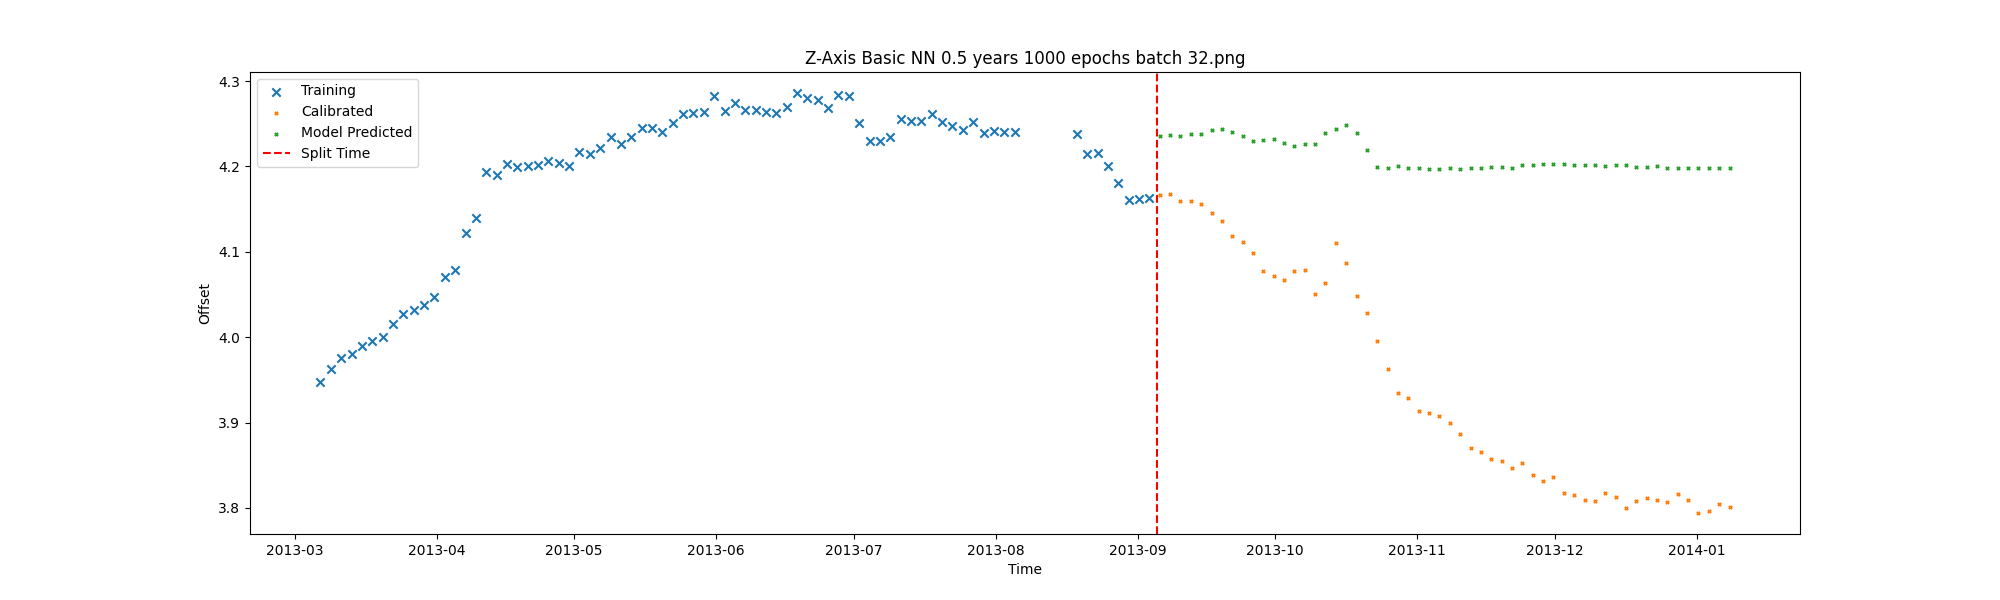 Z-Axis Basic NN 0.5 years 1000 epochs batch 32.png
Training
Calibrated
Model Predicted
Split Time
4.3
4.2
4.1
4.0
3.9
3.8
Offset
2013-03 2013-04 2013-05 2013-06 2013-07 2013-08 2013-09 2013-10 2013-11 2013-12 2014-01
Time